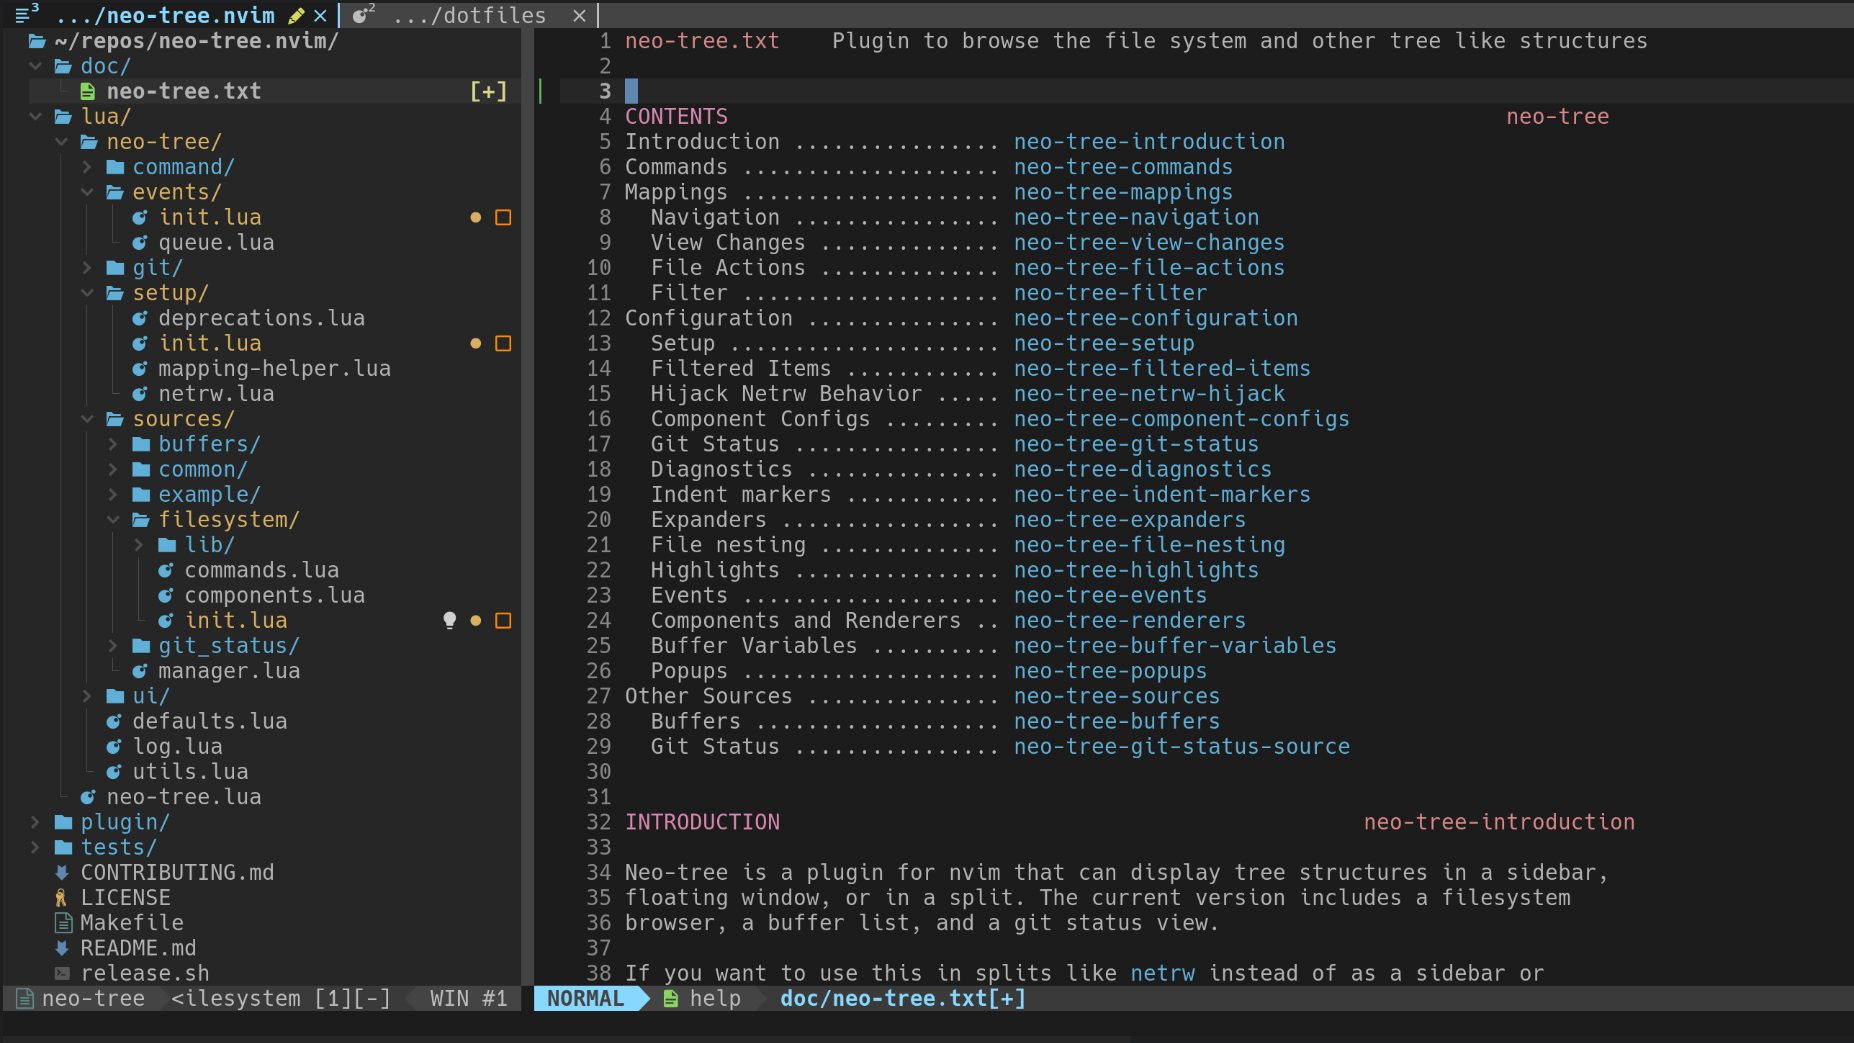 3 .../neo-tree.nvim × 2 .../dotfiles ×
~/repos/neo-tree.nvim/
doc/
neo-tree.txt [+]
lua/
neo-tree/
command/
events/
init.lua
queue.lua
git/
setup/
deprecations.lua
init.lua
mapping-helper.lua
netrw.lua
sources/
buffers/
common/
example/
filesystem/
lib/
commands.lua
components.lua
init.lua
git_status/
manager.lua
ui/
defaults.lua
log.lua
utils.lua
neo-tree.lua
plugin/
tests/
CONTRIBUTING.md
LICENSE
Makefile
README.md
release.sh
neo-tree <ilesystem [1][-] WIN #1
1 neo-tree.txt    Plugin to browse the file system and other tree like structures
2
3
4 CONTENTS neo-tree
5 Introduction ................ neo-tree-introduction
6 Commands .................... neo-tree-commands
7 Mappings .................... neo-tree-mappings
8   Navigation ................ neo-tree-navigation
9   View Changes .............. neo-tree-view-changes
10   File Actions .............. neo-tree-file-actions
11   Filter .................... neo-tree-filter
12 Configuration ............... neo-tree-configuration
13   Setup ..................... neo-tree-setup
14   Filtered Items ............ neo-tree-filtered-items
15   Hijack Netrw Behavior ..... neo-tree-netrw-hijack
16   Component Configs ......... neo-tree-component-configs
17   Git Status ................ neo-tree-git-status
18   Diagnostics ............... neo-tree-diagnostics
19   Indent markers ............ neo-tree-indent-markers
20   Expanders ................. neo-tree-expanders
21   File nesting .............. neo-tree-file-nesting
22   Highlights ................ neo-tree-highlights
23   Events .................... neo-tree-events
24   Components and Renderers .. neo-tree-renderers
25   Buffer Variables .......... neo-tree-buffer-variables
26   Popups .................... neo-tree-popups
27 Other Sources ............... neo-tree-sources
28   Buffers ................... neo-tree-buffers
29   Git Status ................ neo-tree-git-status-source
30
31
32 INTRODUCTION neo-tree-introduction
33
34 Neo-tree is a plugin for nvim that can display tree structures in a sidebar,
35 floating window, or in a split. The current version includes a filesystem
36 browser, a buffer list, and a git status view.
37
38 If you want to use this in splits like netrw instead of as a sidebar or
NORMAL help doc/neo-tree.txt[+]